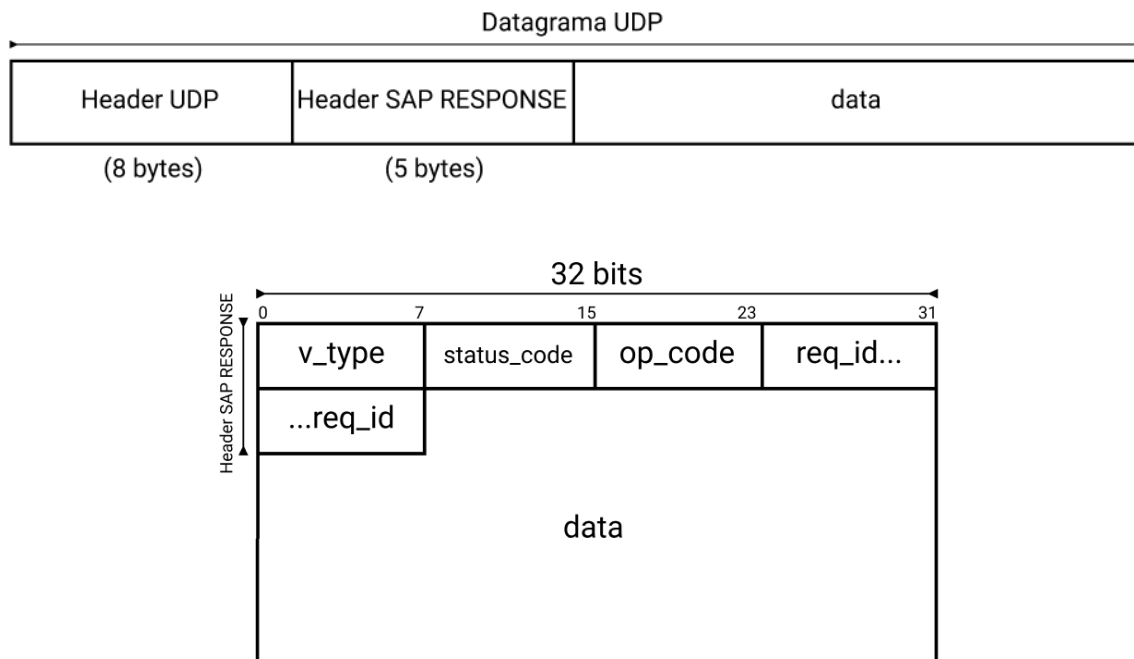 Datagrama UDP
Header UDP
Header SAP RESPONSE
data
(8 bytes)
(5 bytes)
32 bits
0
7
15
23
31
Header SAP RESPONSE
v_type
status_code
op_code
req_id...
...req_id
data